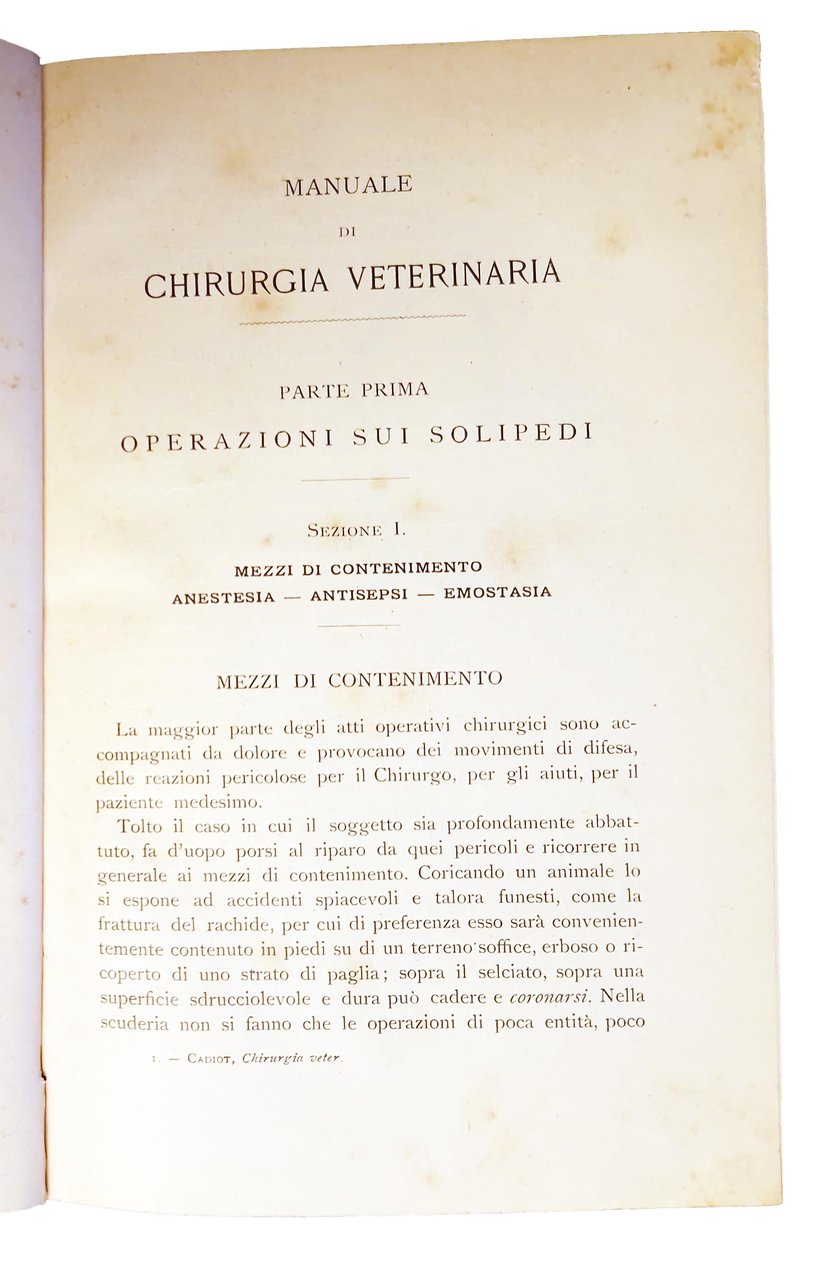 MANUALE
DI
CHIRURGIA VETERINARIA
PARTE PRIMA
OPERAZIONI SUI SOLIPEDI
SEZIONE I.
MEZZI DI CONTENIMENTO
ANESTESIA — ANTISEPSI — EMOSTASIA
MEZZI DI CONTENIMENTO
La maggior parte degli atti operativi chirurgici sono ac-
compagnati da dolore e provocano dei movimenti di difesa,
delle reazioni pericolose per il Chirurgo, per gli aiuti, per il
paziente medesimo.
Tolto il caso in cui il soggetto sia profondamente abbat-
tuto, fa d'uopo porsi al riparo da quei pericoli e ricorrere in
generale ai mezzi di contenimento. Coricando un animale lo
si espone ad accidenti spiacevoli e talora funesti, come la
frattura del rachide, per cui di preferenza esso sarà convenien-
temente contenuto in piedi su di un terreno soffice, erboso o ri-
coperto di uno strato di paglia; sopra il selciato, sopra una
superficie sdrucciolevole e dura può cadere e coronarsi. Nella
scuderia non si fanno che le operazioni di poca entità, poco
1. — CADIOT, Chirurgia veter.